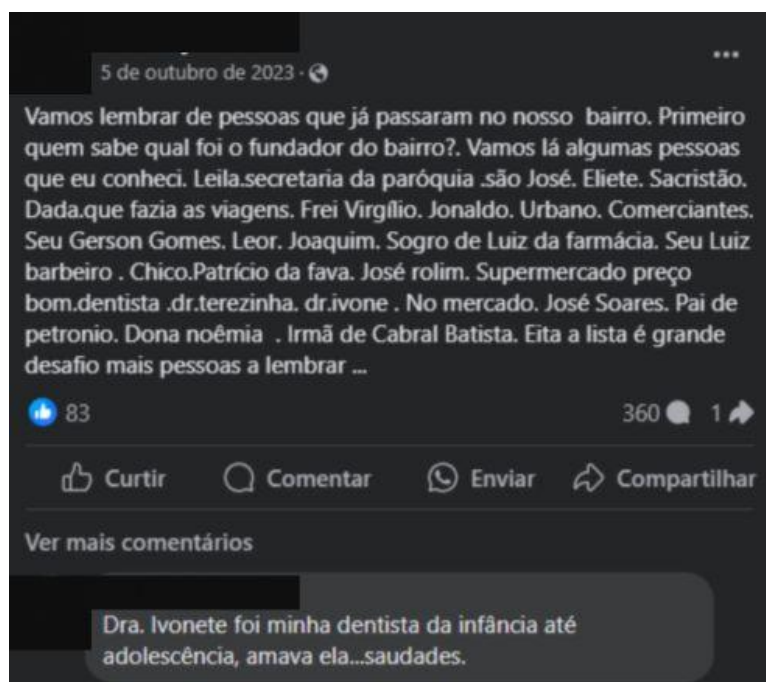 5 de outubro de 2023 ·
Vamos lembrar de pessoas que já passaram no nosso bairro. Primeiro
quem sabe qual foi o fundador do bairro?. Vamos lá algumas pessoas
que eu conheci. Leila.secretaria da paróquia .são José. Eliete. Sacristão.
Dada.que fazia as viagens. Frei Virgílio. Jonaldo. Urbano. Comerciantes.
Seu Gerson Gomes. Leor. Joaquim. Sogro de Luiz da farmácia. Seu Luiz
barbeiro . Chico.Patrício da fava. José rolim. Supermercado preço
bom.dentista .dr.terezinha. dr.ivone . No mercado. José Soares. Pai de
petronio. Dona noêmia . Irmã de Cabral Batista. Eita a lista é grande
desafio mais pessoas a lembrar ...
83 360 1
Curtir Comentar Enviar Compartilhar
Ver mais comentários
Dra. Ivonete foi minha dentista da infância até
adolescência, amava ela...saudades.